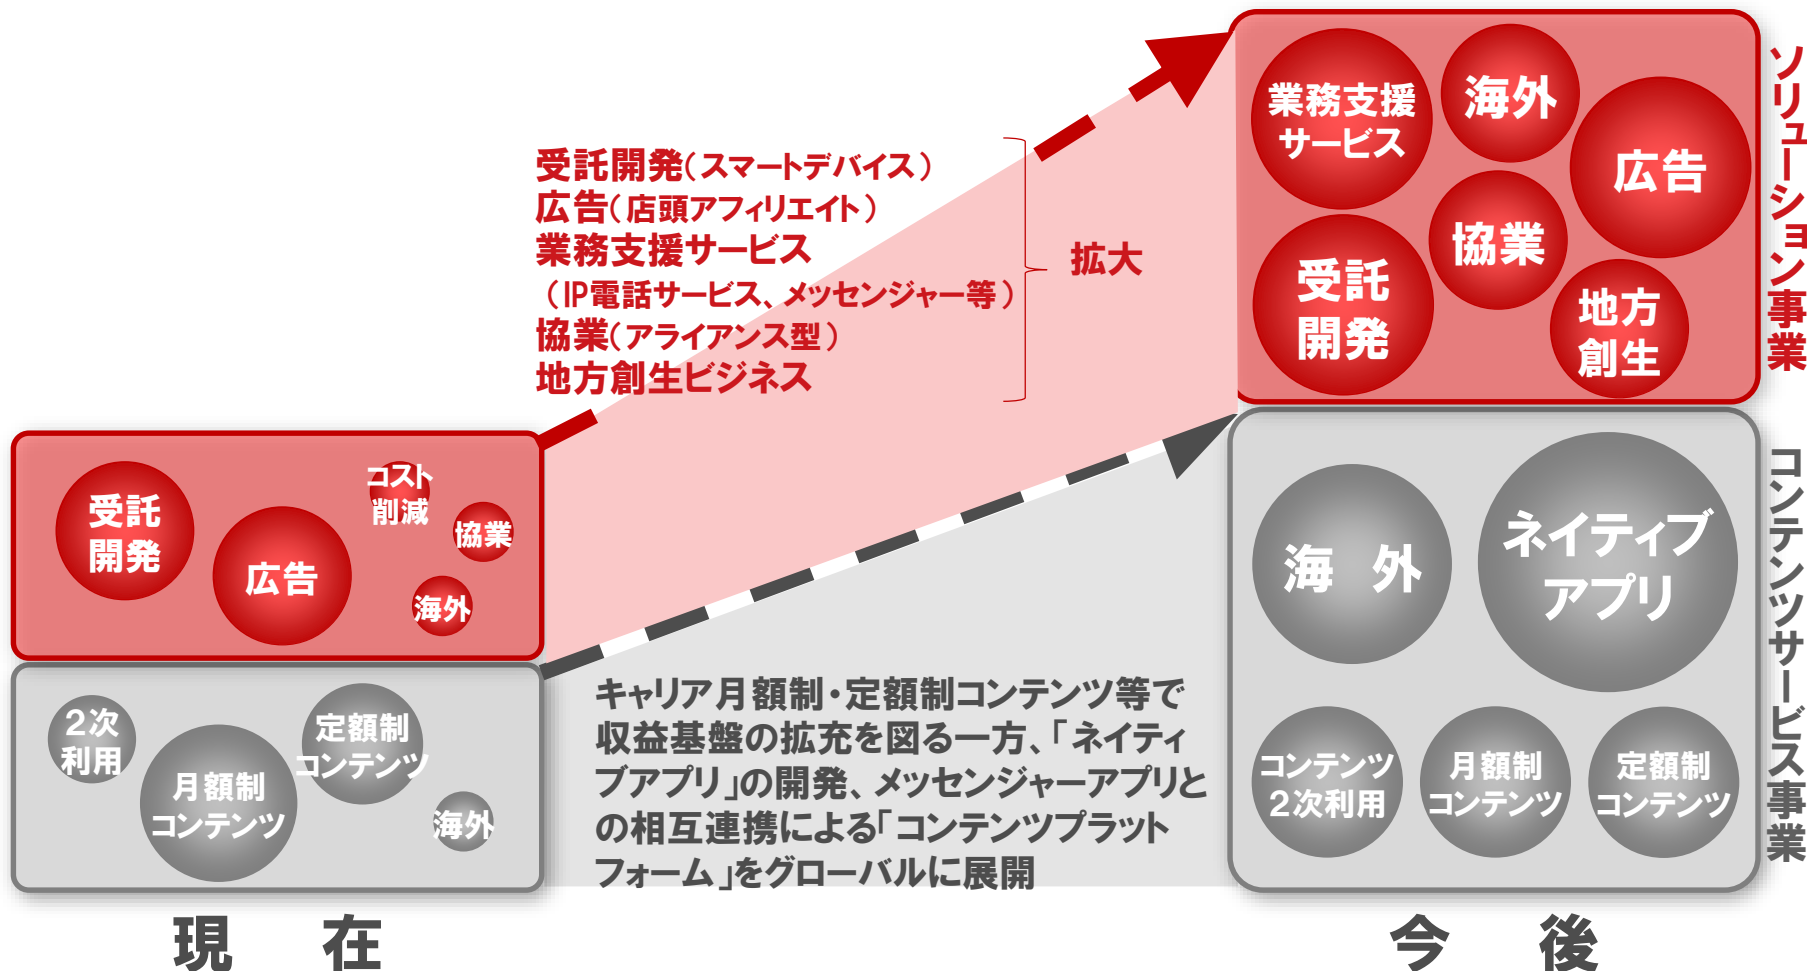 受託開発(スマートデバイス)
広告(店頭アフィリエイト)
業務支援サービス
(IP電話サービス、メッセンジャー等)
協業(アライアンス型)
地方創生ビジネス
拡大
受託
開発
広告
コスト
削減
協業
海外
2次
利用
月額制
コンテンツ
定額制
コンテンツ
海外
キャリア月額制・定額制コンテンツ等で
収益基盤の拡充を図る一方、「ネイティ
ブアプリ」の開発、メッセンジャーアプリと
の相互連携による「コンテンツプラット
フォーム」をグローバルに展開
業務支援
サービス
海外
広告
協業
受託
開発
地方
創生
ソリューション事業
海 外
ネイティブ
アプリ
コンテンツ
2次利用
月額制
コンテンツ
定額制
コンテンツ
コンテンツサービス事業
現 在
今 後